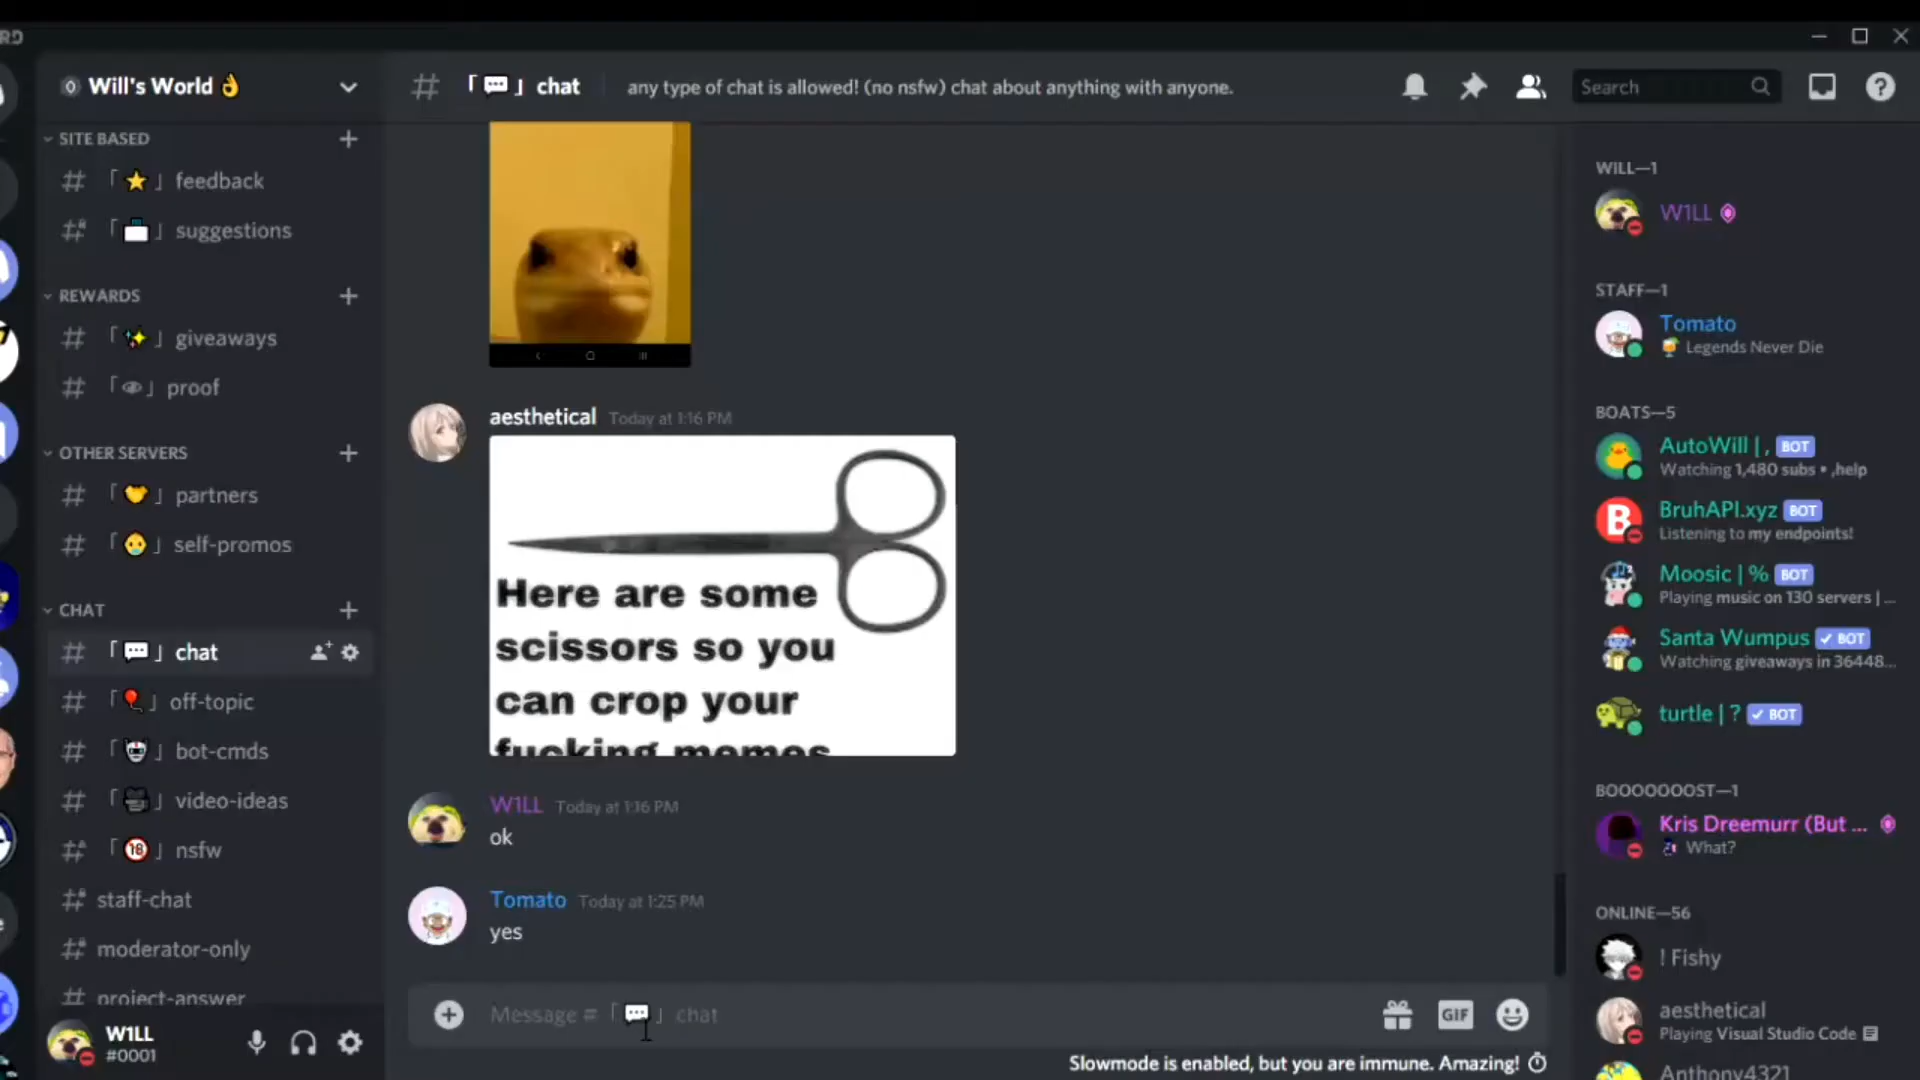 RD
Will's World 👌
SITE BASED
「⭐」feedback
「」suggestions
REWARDS
「✨」giveaways
「👁」proof
OTHER SERVERS
「」partners
「」self-promos
CHAT
「💬」chat
「🎈」off-topic
「」bot-cmds
「」video-ideas
「🔞」nsfw
staff-chat
moderator-only
project-answer
W1LL
#0001
「💬」chat
any type of chat is allowed! (no nsfw) chat about anything with anyone.
Search
aesthetical Today at 1:16 PM
Here are some
scissors so you
can crop your
fucking memes
W1LL Today at 1:16 PM
ok
Tomato Today at 1:25 PM
yes
Message #「💬」chat
GIF
Slowmode is enabled, but you are immune. Amazing!
WILL—1
W1LL
STAFF—1
Tomato
Legends Never Die
BOATS—5
AutoWill | , BOT
Watching 1,480 subs • ,help
B
BruhAPI.xyz BOT
Listening to my endpoints!
Moosic | % BOT
Playing music on 130 servers | ...
Santa Wumpus ✓ BOT
Watching giveaways in 36448...
turtle | ? ✓ BOT
BOOOOOOOST—1
Kris Dreemurr (But ...
What?
ONLINE—56
! Fishy
aesthetical
Playing Visual Studio Code
Anthony4321